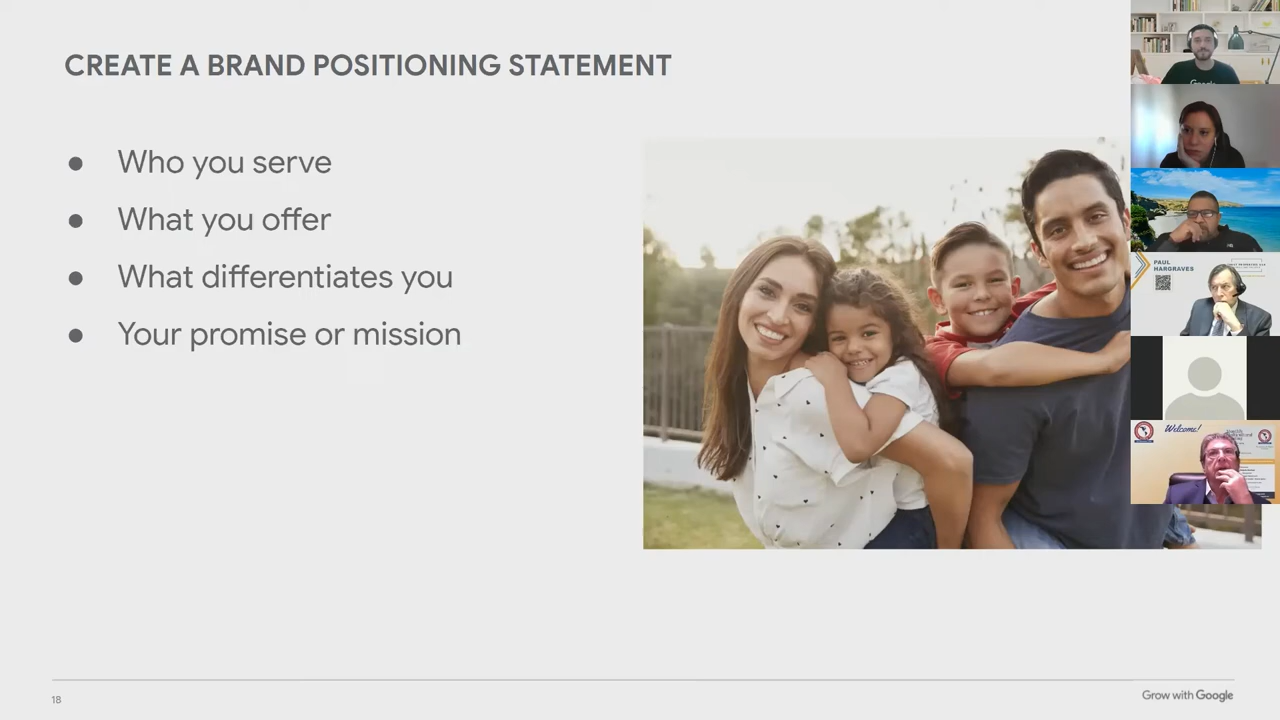 CREATE A BRAND POSITIONING STATEMENT
● Who you serve
● What you offer
● What differentiates you
● Your promise or mission
Google
PAUL
HARGRAVES
Welcome!
18
Grow with Google